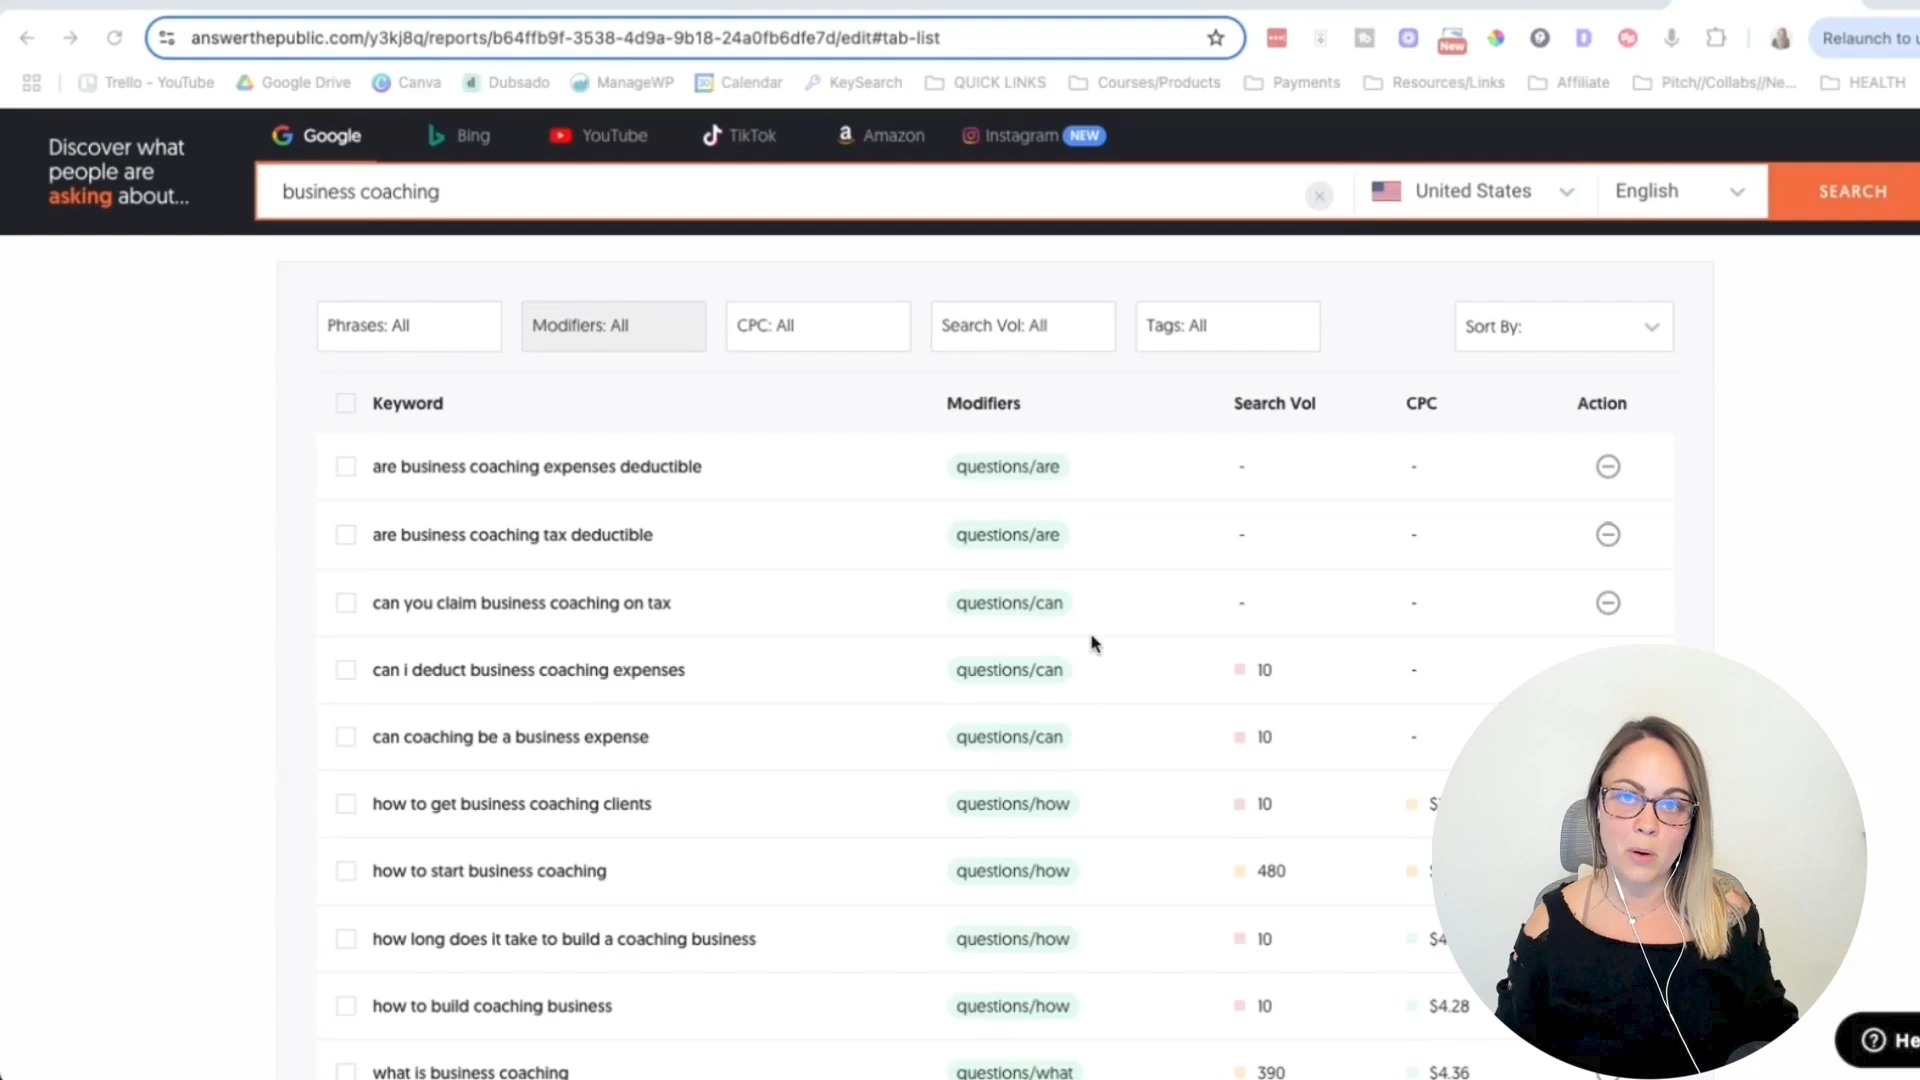 answerthepublic.com/y3kj8q/reports/b64ffb9f-3538-4d9a-9b18-24a0fb6dfe7d/edit#tab-list
New
Relaunch to
Trello - YouTube
Google Drive
Canva
Dubsado
ManageWP
Calendar
KeySearch
QUICK LINKS
Courses/Products
Payments
Resources/Links
Affiliate
Pitch//Collabs//Ne...
HEALTH
Discover what
people are
asking about...
Google
Bing
YouTube
TikTok
Amazon
Instagram NEW
business coaching
United States
English
SEARCH
Phrases: All
Modifiers: All
CPC: All
Search Vol: All
Tags: All
Sort By:
Keyword Modifiers Search Vol CPC Action
are business coaching expenses deductible questions/are - -
are business coaching tax deductible questions/are - -
can you claim business coaching on tax questions/can - -
can i deduct business coaching expenses questions/can 10 -
can coaching be a business expense questions/can 10 -
how to get business coaching clients questions/how 10 $
how to start business coaching questions/how 480
how long does it take to build a coaching business questions/how 10 $4
how to build coaching business questions/how 10 $4.28
what is business coaching questions/what 390 $4.36
He